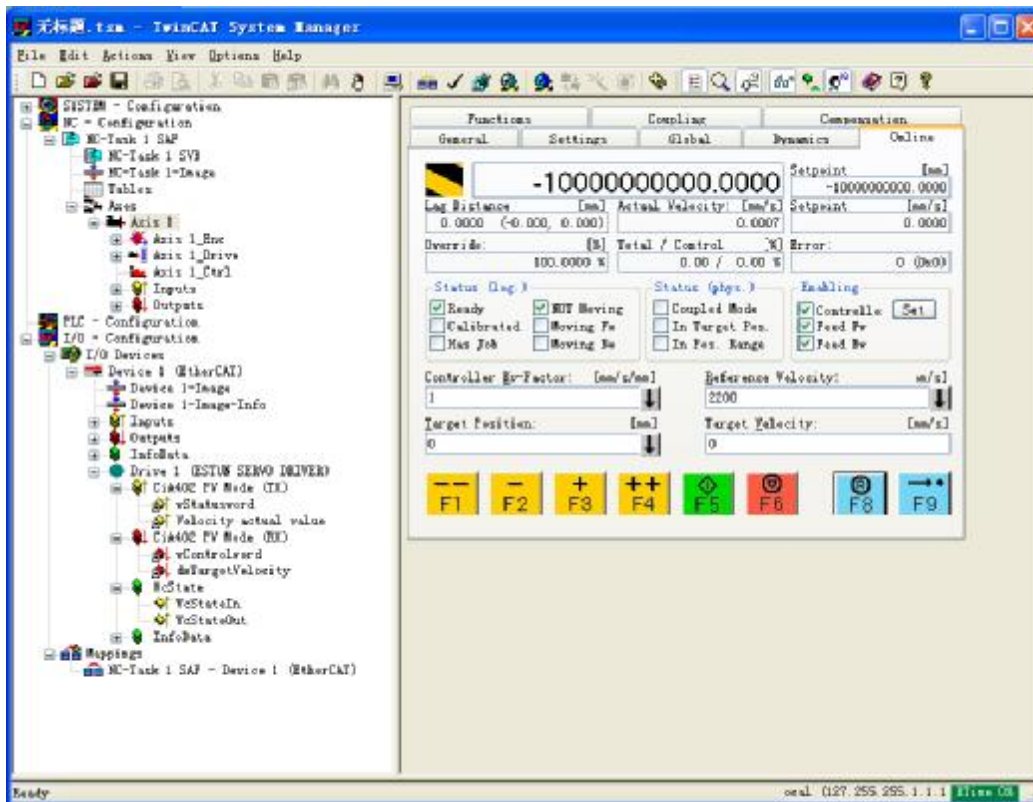 无标题.tsm - TwinCAT System Manager
File Edit Actions View Options Help
SYSTEM - Configuration
NC - Configuration
NC-Task 1 SAF
NC-Task 1 SVB
NC-Task 1-Image
Tables
Axes
Axis 1
Axis 1_Enc
Axis 1_Drive
Axis 1_Ctrl
Inputs
Outputs
PLC - Configuration
I/O - Configuration
I/O Devices
Device 1 (EtherCAT)
Device 1-Image
Device 1-Image-Info
Inputs
Outputs
InfoData
Drive 1 (ESTUN SERVO DRIVER)
Cia402 PV Mode (TX)
wStatusword
Velocity actual value
Cia402 PV Mode (RX)
wControlword
dwTargetVelocity
WcState
WcStateIn
WcStateOut
InfoData
Mappings
NC-Task 1 SAF - Device 1 (EtherCAT)
Functions Coupling Compensation
General Settings Global Dynamics Online
Setpoint [mm]
-10000000000.0000 -10000000000.0000
Lag Distance [mm] Actual Velocity: [mm/s] Setpoint [mm/s]
0.0000 (-0.000, 0.000) 0.0007 0.0000
Override: [%] Total / Control [%] Error:
100.0000 % 0.00 / 0.00 % 0 (0x0)
Status (log.) Status (phys.) Enabling
Ready NOT Moving Coupled Mode Controlle Set
Calibrated Moving Fw In Target Pos. Feed Fw
Has Job Moving Bw In Pos. Range Feed Bw
Controller Kv-Factor: [mm/s/mm] Reference Velocity: m/s]
1 2200
Target Position: [mm] Target Velocity: [mm/s]
0 0
-- - + ++
F1 F2 F3 F4 F5 F6 F8 F9
Ready (127.255.255.1.1.1